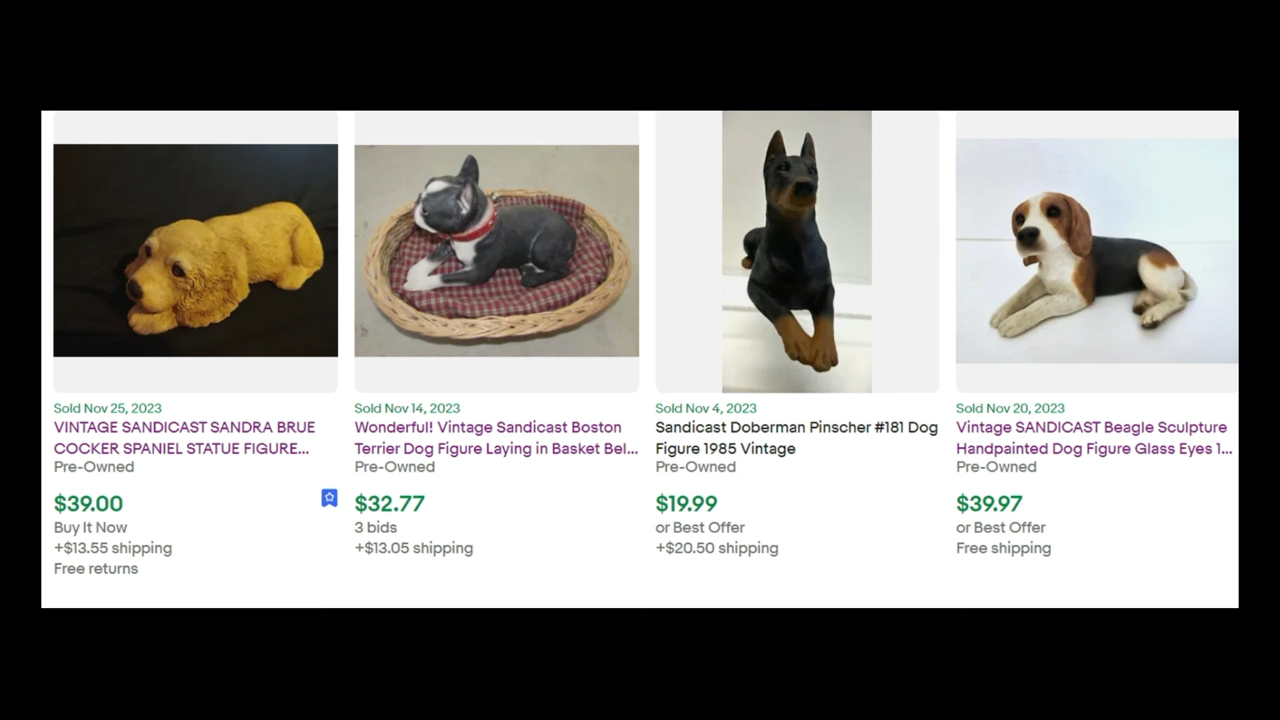 Sold Nov 25, 2023
VINTAGE SANDICAST SANDRA BRUE
COCKER SPANIEL STATUE FIGURE...
Pre-Owned
$39.00
Buy It Now
+$13.55 shipping
Free returns
Sold Nov 14, 2023
Wonderful! Vintage Sandicast Boston
Terrier Dog Figure Laying in Basket Bel...
Pre-Owned
$32.77
3 bids
+$13.05 shipping
Sold Nov 4, 2023
Sandicast Doberman Pinscher #181 Dog
Figure 1985 Vintage
Pre-Owned
$19.99
or Best Offer
+$20.50 shipping
Sold Nov 20, 2023
Vintage SANDICAST Beagle Sculpture
Handpainted Dog Figure Glass Eyes 1...
Pre-Owned
$39.97
or Best Offer
Free shipping